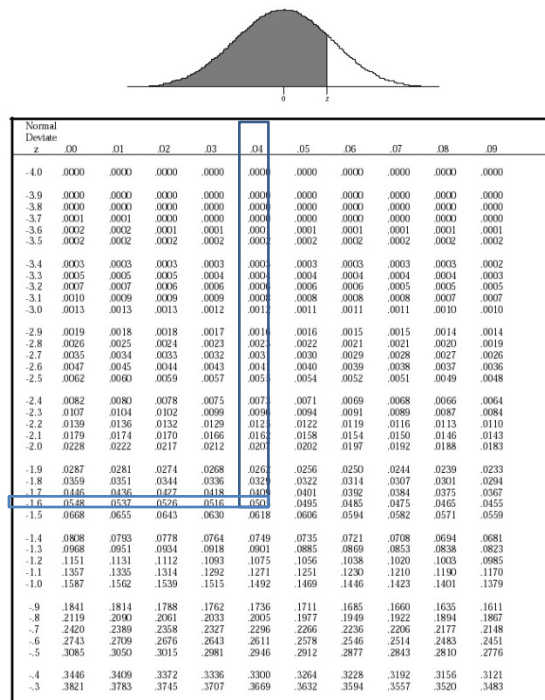 0 z
Normal
Deviate
z .00 .01 .02 .03 .04 .05 .06 .07 .08 .09
-4.0 .0000 .0000 .0000 .0000 .0000 .0000 .0000 .0000 .0000 .0000
-3.9 .0000 .0000 .0000 .0000 .0000 .0000 .0000 .0000 .0000 .0000
-3.8 .0000 .0000 .0000 .0000 .0000 .0000 .0000 .0000 .0000 .0000
-3.7 .0001 .0001 .0000 .0000 .0000 .0000 .0000 .0000 .0000 .0000
-3.6 .0002 .0002 .0001 .0001 .0001 .0001 .0001 .0001 .0001 .0001
-3.5 .0002 .0002 .0002 .0002 .0002 .0002 .0002 .0002 .0002 .0002
-3.4 .0003 .0003 .0003 .0003 .0003 .0003 .0003 .0003 .0003 .0002
-3.3 .0005 .0005 .0005 .0004 .0004 .0004 .0004 .0004 .0004 .0003
-3.2 .0007 .0007 .0006 .0006 .0006 .0006 .0006 .0005 .0005 .0005
-3.1 .0010 .0009 .0009 .0009 .0008 .0008 .0008 .0008 .0007 .0007
-3.0 .0013 .0013 .0013 .0012 .0012 .0011 .0011 .0011 .0010 .0010
-2.9 .0019 .0018 .0018 .0017 .0016 .0016 .0015 .0015 .0014 .0014
-2.8 .0026 .0025 .0024 .0023 .0023 .0022 .0021 .0021 .0020 .0019
-2.7 .0035 .0034 .0033 .0032 .0031 .0030 .0029 .0028 .0027 .0026
-2.6 .0047 .0045 .0044 .0043 .0041 .0040 .0039 .0038 .0037 .0036
-2.5 .0062 .0060 .0059 .0057 .0055 .0054 .0052 .0051 .0049 .0048
-2.4 .0082 .0080 .0078 .0075 .0073 .0071 .0069 .0068 .0066 .0064
-2.3 .0107 .0104 .0102 .0099 .0096 .0094 .0091 .0089 .0087 .0084
-2.2 .0139 .0136 .0132 .0129 .0125 .0122 .0119 .0116 .0113 .0110
-2.1 .0179 .0174 .0170 .0166 .0162 .0158 .0154 .0150 .0146 .0143
-2.0 .0228 .0222 .0217 .0212 .0207 .0202 .0197 .0192 .0188 .0183
-1.9 .0287 .0281 .0274 .0268 .0262 .0256 .0250 .0244 .0239 .0233
-1.8 .0359 .0351 .0344 .0336 .0329 .0322 .0314 .0307 .0301 .0294
-1.7 .0446 .0436 .0427 .0418 .0409 .0401 .0392 .0384 .0375 .0367
-1.6 .0548 .0537 .0526 .0516 .0505 .0495 .0485 .0475 .0465 .0455
-1.5 .0668 .0655 .0643 .0630 .0618 .0606 .0594 .0582 .0571 .0559
-1.4 .0808 .0793 .0778 .0764 .0749 .0735 .0721 .0708 .0694 .0681
-1.3 .0968 .0951 .0934 .0918 .0901 .0885 .0869 .0853 .0838 .0823
-1.2 .1151 .1131 .1112 .1093 .1075 .1056 .1038 .1020 .1003 .0985
-1.1 .1357 .1335 .1314 .1292 .1271 .1251 .1230 .1210 .1190 .1170
-1.0 .1587 .1562 .1539 .1515 .1492 .1469 .1446 .1423 .1401 .1379
-.9 .1841 .1814 .1788 .1762 .1736 .1711 .1685 .1660 .1635 .1611
-.8 .2119 .2090 .2061 .2033 .2005 .1977 .1949 .1922 .1894 .1867
-.7 .2420 .2389 .2358 .2327 .2296 .2266 .2236 .2206 .2177 .2148
-.6 .2743 .2709 .2676 .2643 .2611 .2578 .2546 .2514 .2483 .2451
-.5 .3085 .3050 .3015 .2981 .2946 .2912 .2877 .2843 .2810 .2776
-.4 .3446 .3409 .3372 .3336 .3300 .3264 .3228 .3192 .3156 .3121
-.3 .3821 .3783 .3745 .3707 .3669 .3632 .3594 .3557 .3520 .3483